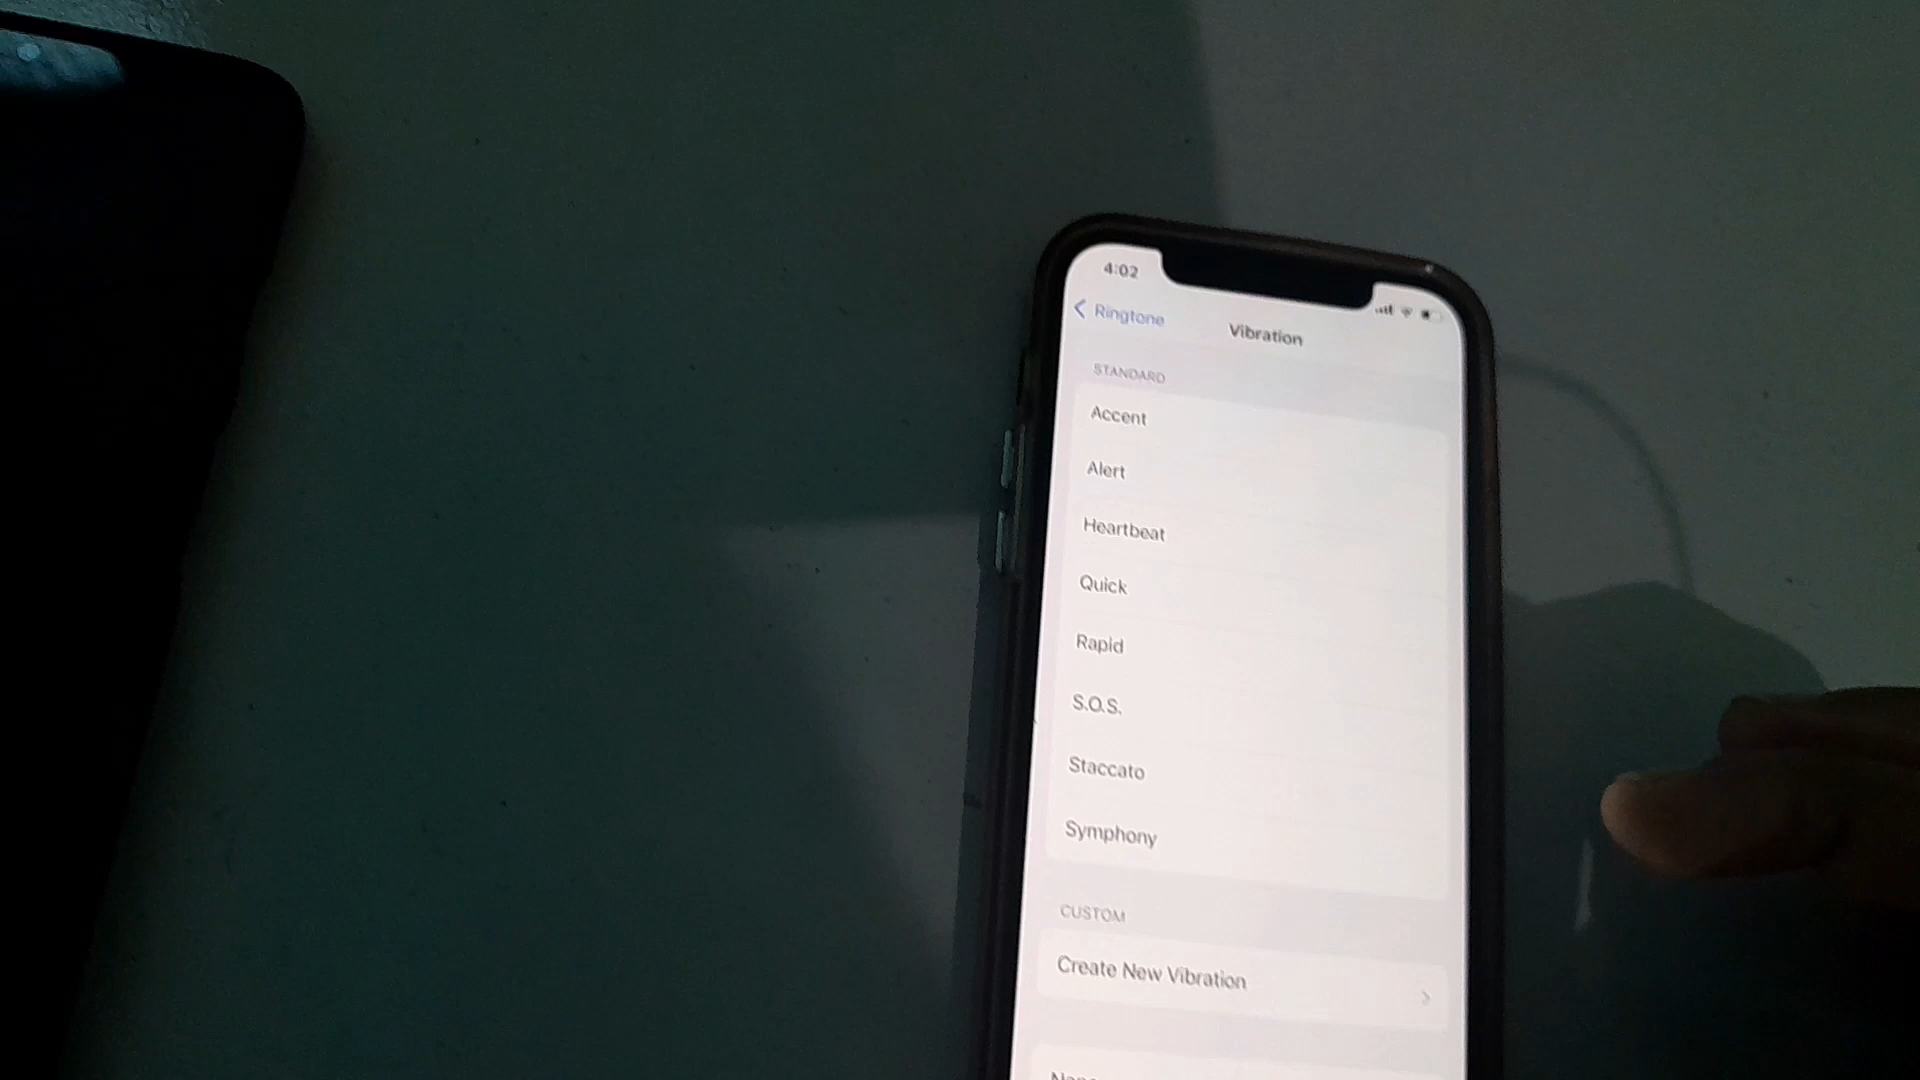 4:02
Ringtone
Vibration
STANDARD
Accent
Alert
Heartbeat
Quick
Rapid
S.O.S.
Staccato
Symphony
CUSTOM
Create New Vibration